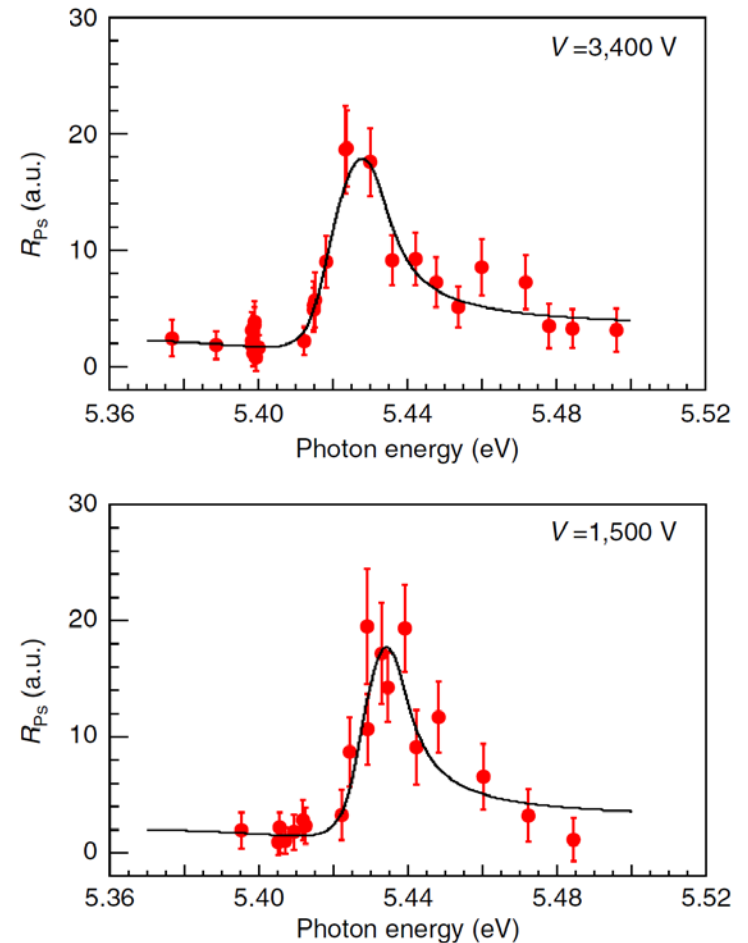 30
V =3,400 V
20
R_Ps (a.u.)
10
0
5.36 5.40 5.44 5.48 5.52
Photon energy (eV)
30
V =1,500 V
20
R_Ps (a.u.)
10
0
5.36 5.40 5.44 5.48 5.52
Photon energy (eV)